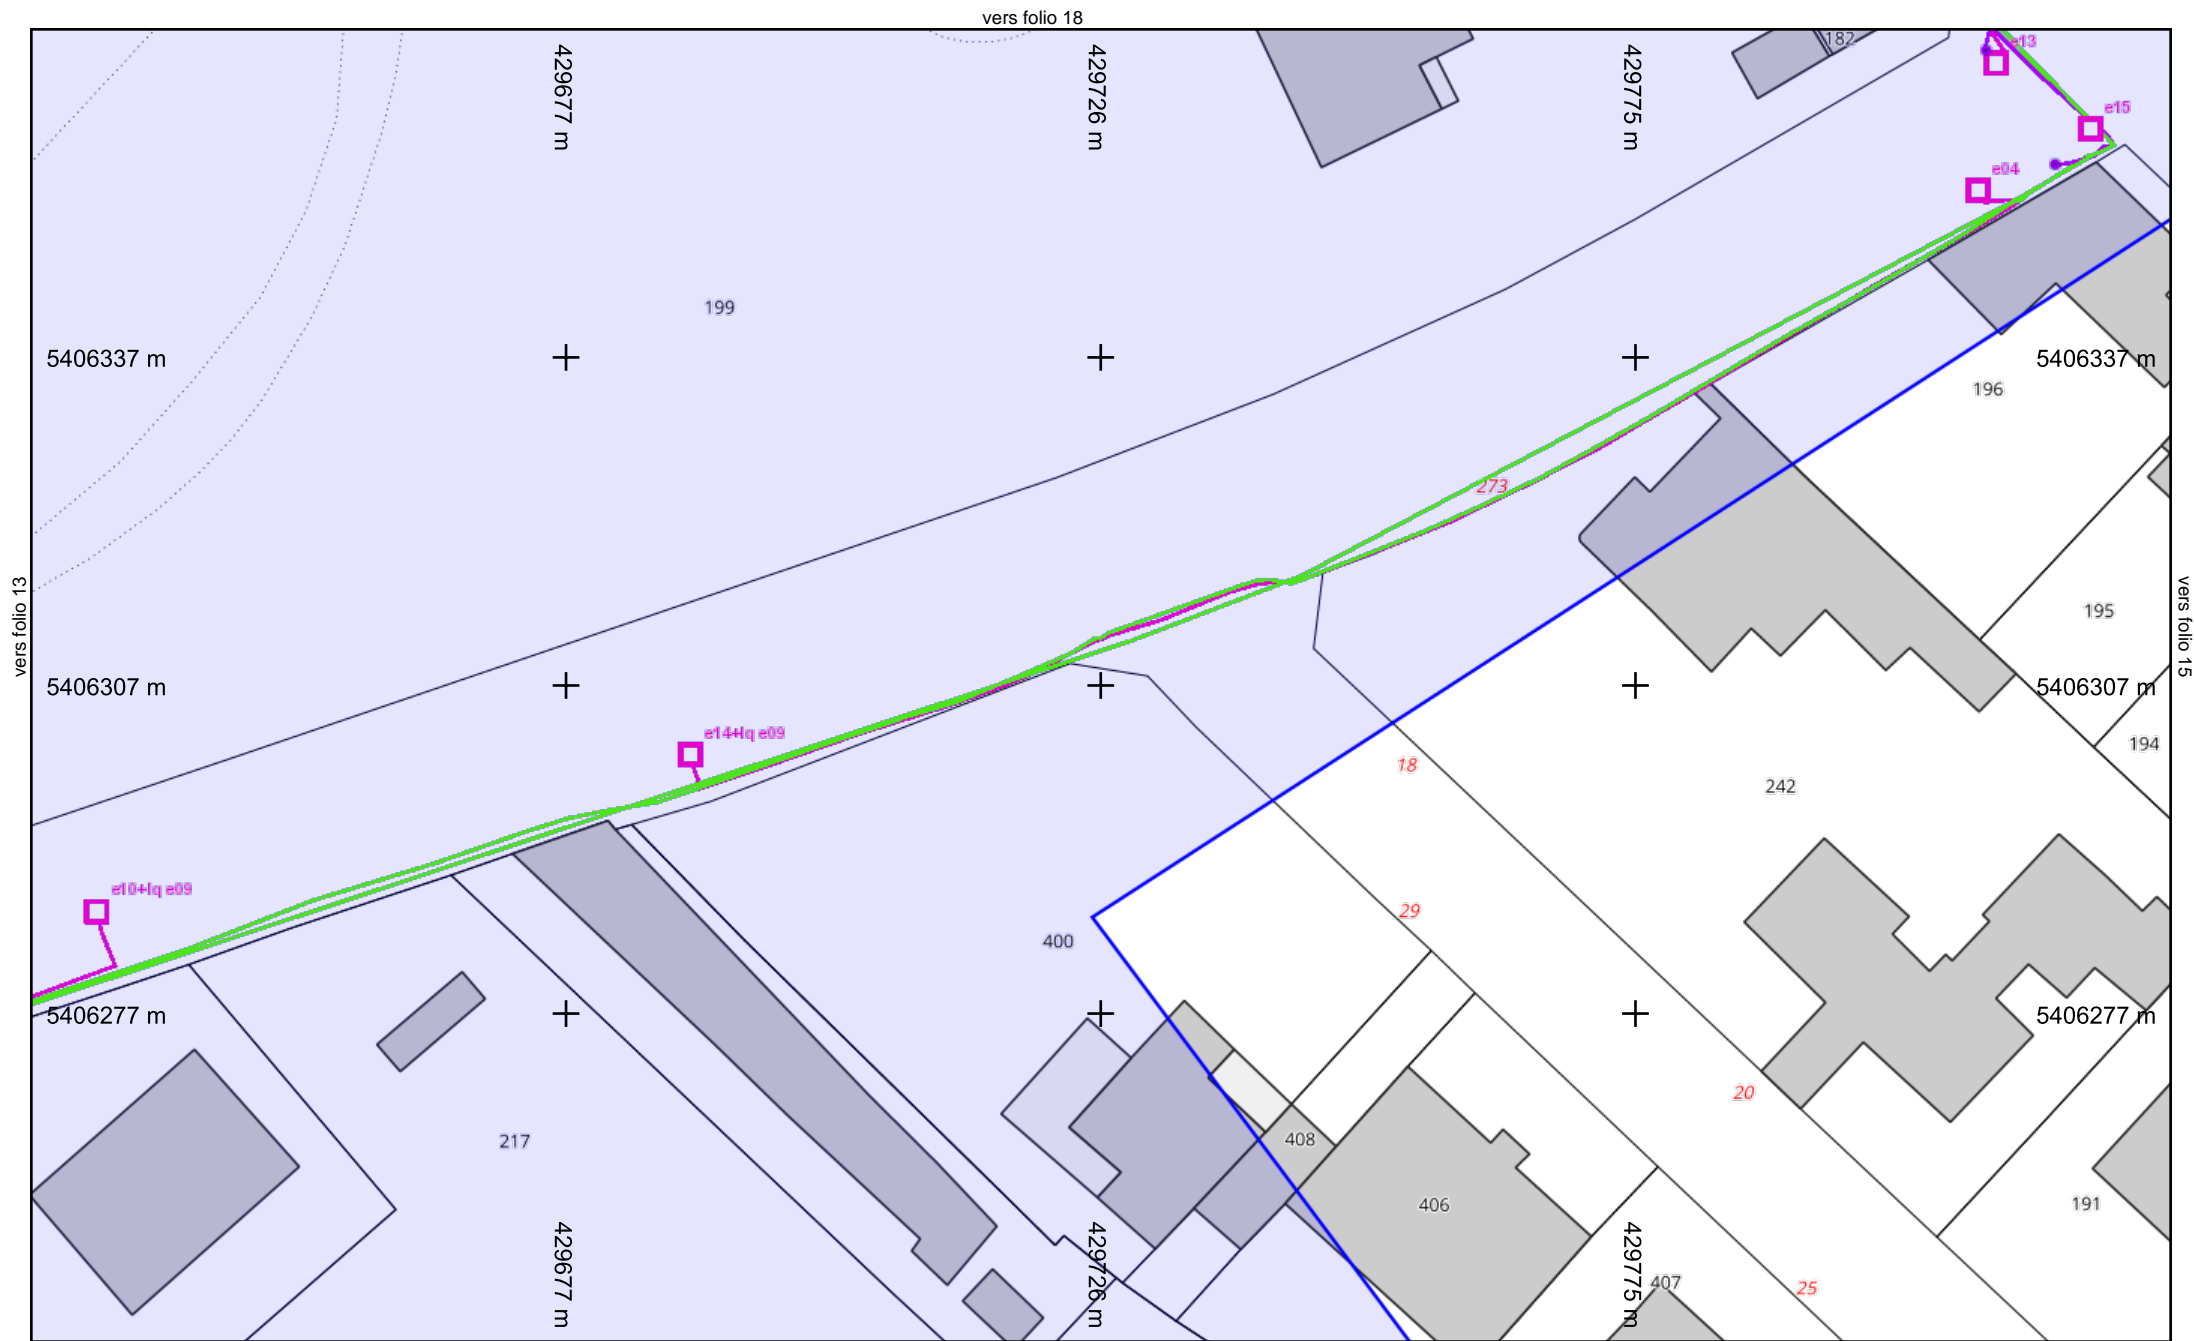 vers folio 18
429677 m
429726 m
429775 m
182
e13
e15
e04
199
5406337 m
5406337 m
196
273
vers folio 13
vers folio 15
195
5406307 m
5406307 m
e14+lq e09
194
18
242
e10+lq e09
29
400
5406277 m
5406277 m
20
217
408
406
191
429677 m
429726 m
429775 m
407
25